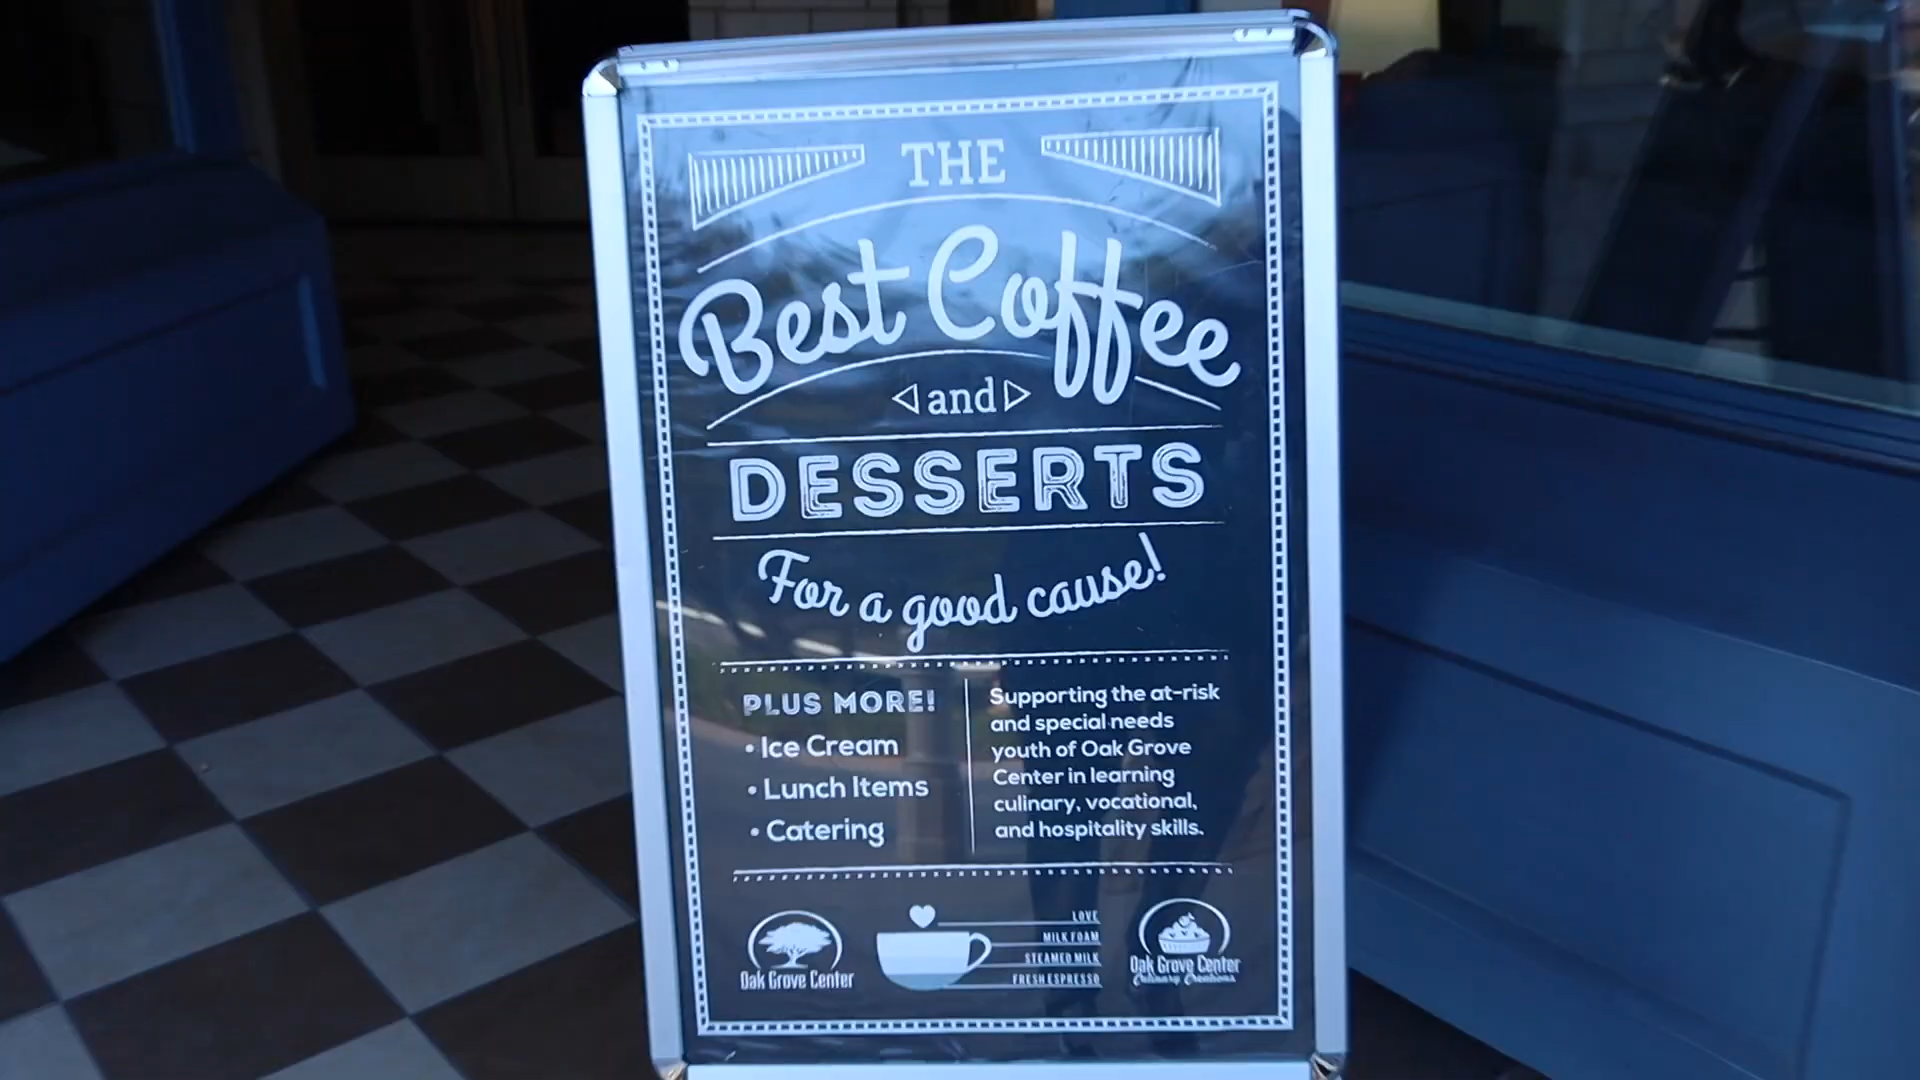 THE
Best Coffee
and
DESSERTS
For a good cause!
PLUS MORE!
• Ice Cream
• Lunch Items
• Catering
Supporting the at-risk
and special needs
youth of Oak Grove
Center in learning
culinary, vocational,
and hospitality skills.
Oak Grove Center
LOVE
MILK FOAM
STEAMED MILK
FRESH ESPRESSO
Oak Grove Center
Culinary Creations